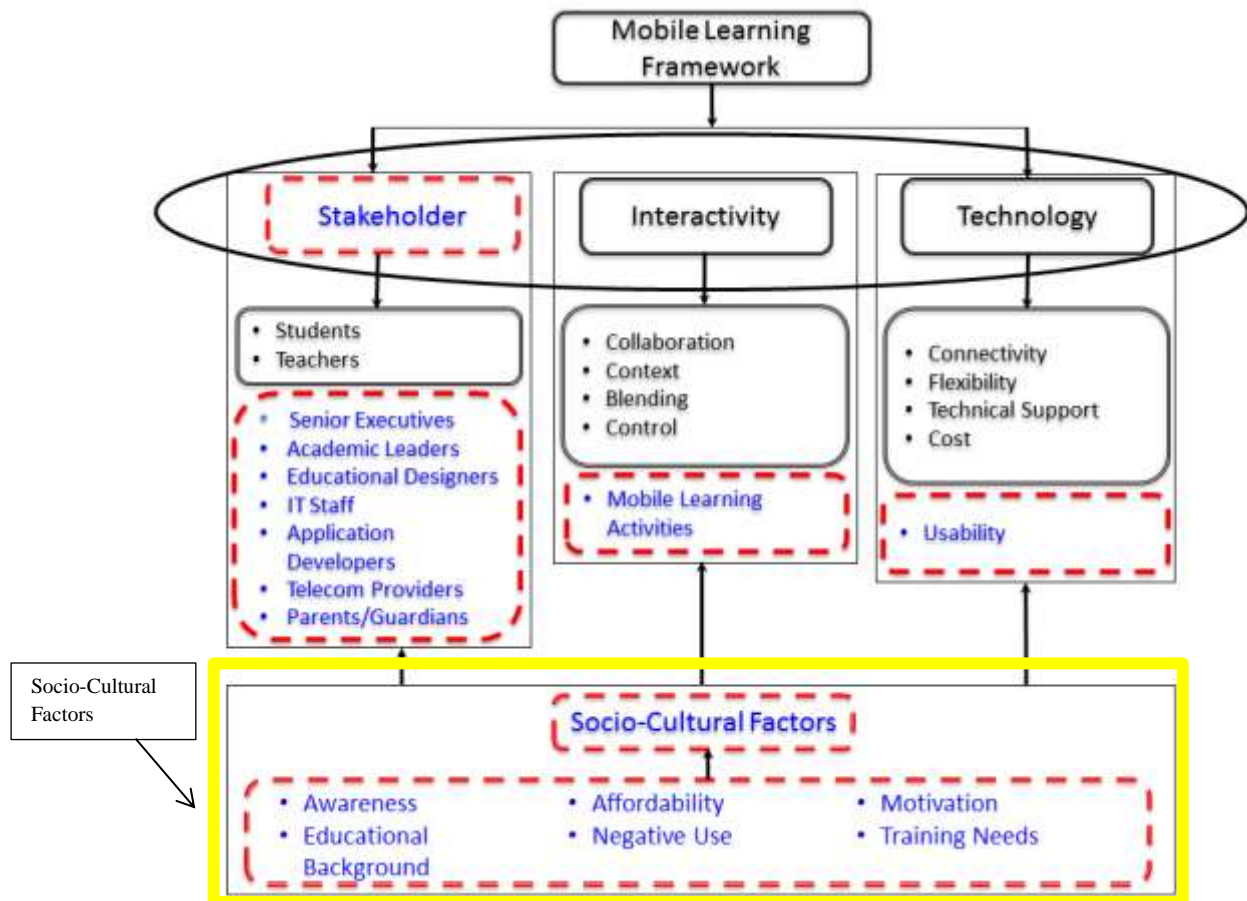 Mobile Learning
Framework
Stakeholder
Interactivity
Technology
• Students
• Teachers
• Senior Executives
• Academic Leaders
• Educational Designers
• IT Staff
• Application
Developers
• Telecom Providers
• Parents/Guardians
• Collaboration
• Context
• Blending
• Control
• Mobile Learning
Activities
• Connectivity
• Flexibility
• Technical Support
• Cost
• Usability
Socio-Cultural
Factors
Socio-Cultural Factors
• Awareness
• Educational
Background
• Affordability
• Negative Use
• Motivation
• Training Needs